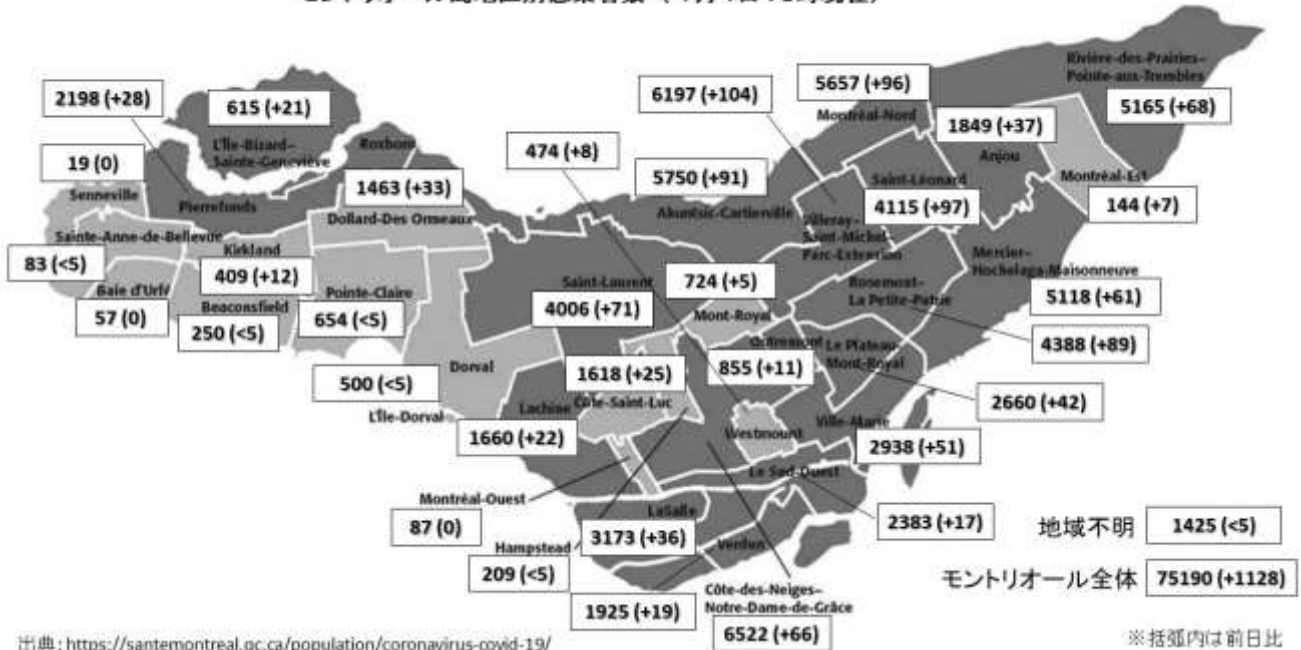 Rivière-des-Prairies–
Pointe-aux-Trembles
5165 (+68)
5657 (+96)
Montréal-Nord
6197 (+104)
1849 (+37)
Anjou
2198 (+28)
615 (+21)
L'Île-Bizard–
Sainte-Geneviève
Roxboro
474 (+8)
19 (0)
Senneville
Pierrefonds
1463 (+33)
Dollard-Des Ormeaux
5750 (+91)
Ahuntsic-Cartierville
Saint-Léonard
4115 (+97)
Montréal-Est
144 (+7)
Villeray–
Saint-Michel–
Parc-Extension
Sainte-Anne-de-Bellevue
83 (<5)
Kirkland
409 (+12)
Mercier–
Hochelaga-Maisonneuve
5118 (+61)
Baie d'Urfé
57 (0)
Beaconsfield
250 (<5)
Pointe-Claire
654 (<5)
Saint-Laurent
4006 (+71)
724 (+5)
Mont-Royal
Rosemont–
La Petite-Patrie
4388 (+89)
Outremont
855 (+11)
Le Plateau
Mont-Royal
2660 (+42)
Dorval
500 (<5)
L'Île-Dorval
1618 (+25)
Côte-Saint-Luc
Lachine
1660 (+22)
Westmount
Ville-Marie
2938 (+51)
Le Sud-Ouest
2383 (+17)
Montréal-Ouest
87 (0)
LaSalle
3173 (+36)
Hampstead
209 (<5)
Verdun
1925 (+19)
Côte-des-Neiges–
Notre-Dame-de-Grâce
6522 (+66)
地域不明 1425 (<5)
モントリオール全体 75190 (+1128)
出典: https://santemontreal.qc.ca/population/coronavirus-covid-19/
※括弧内は前日比